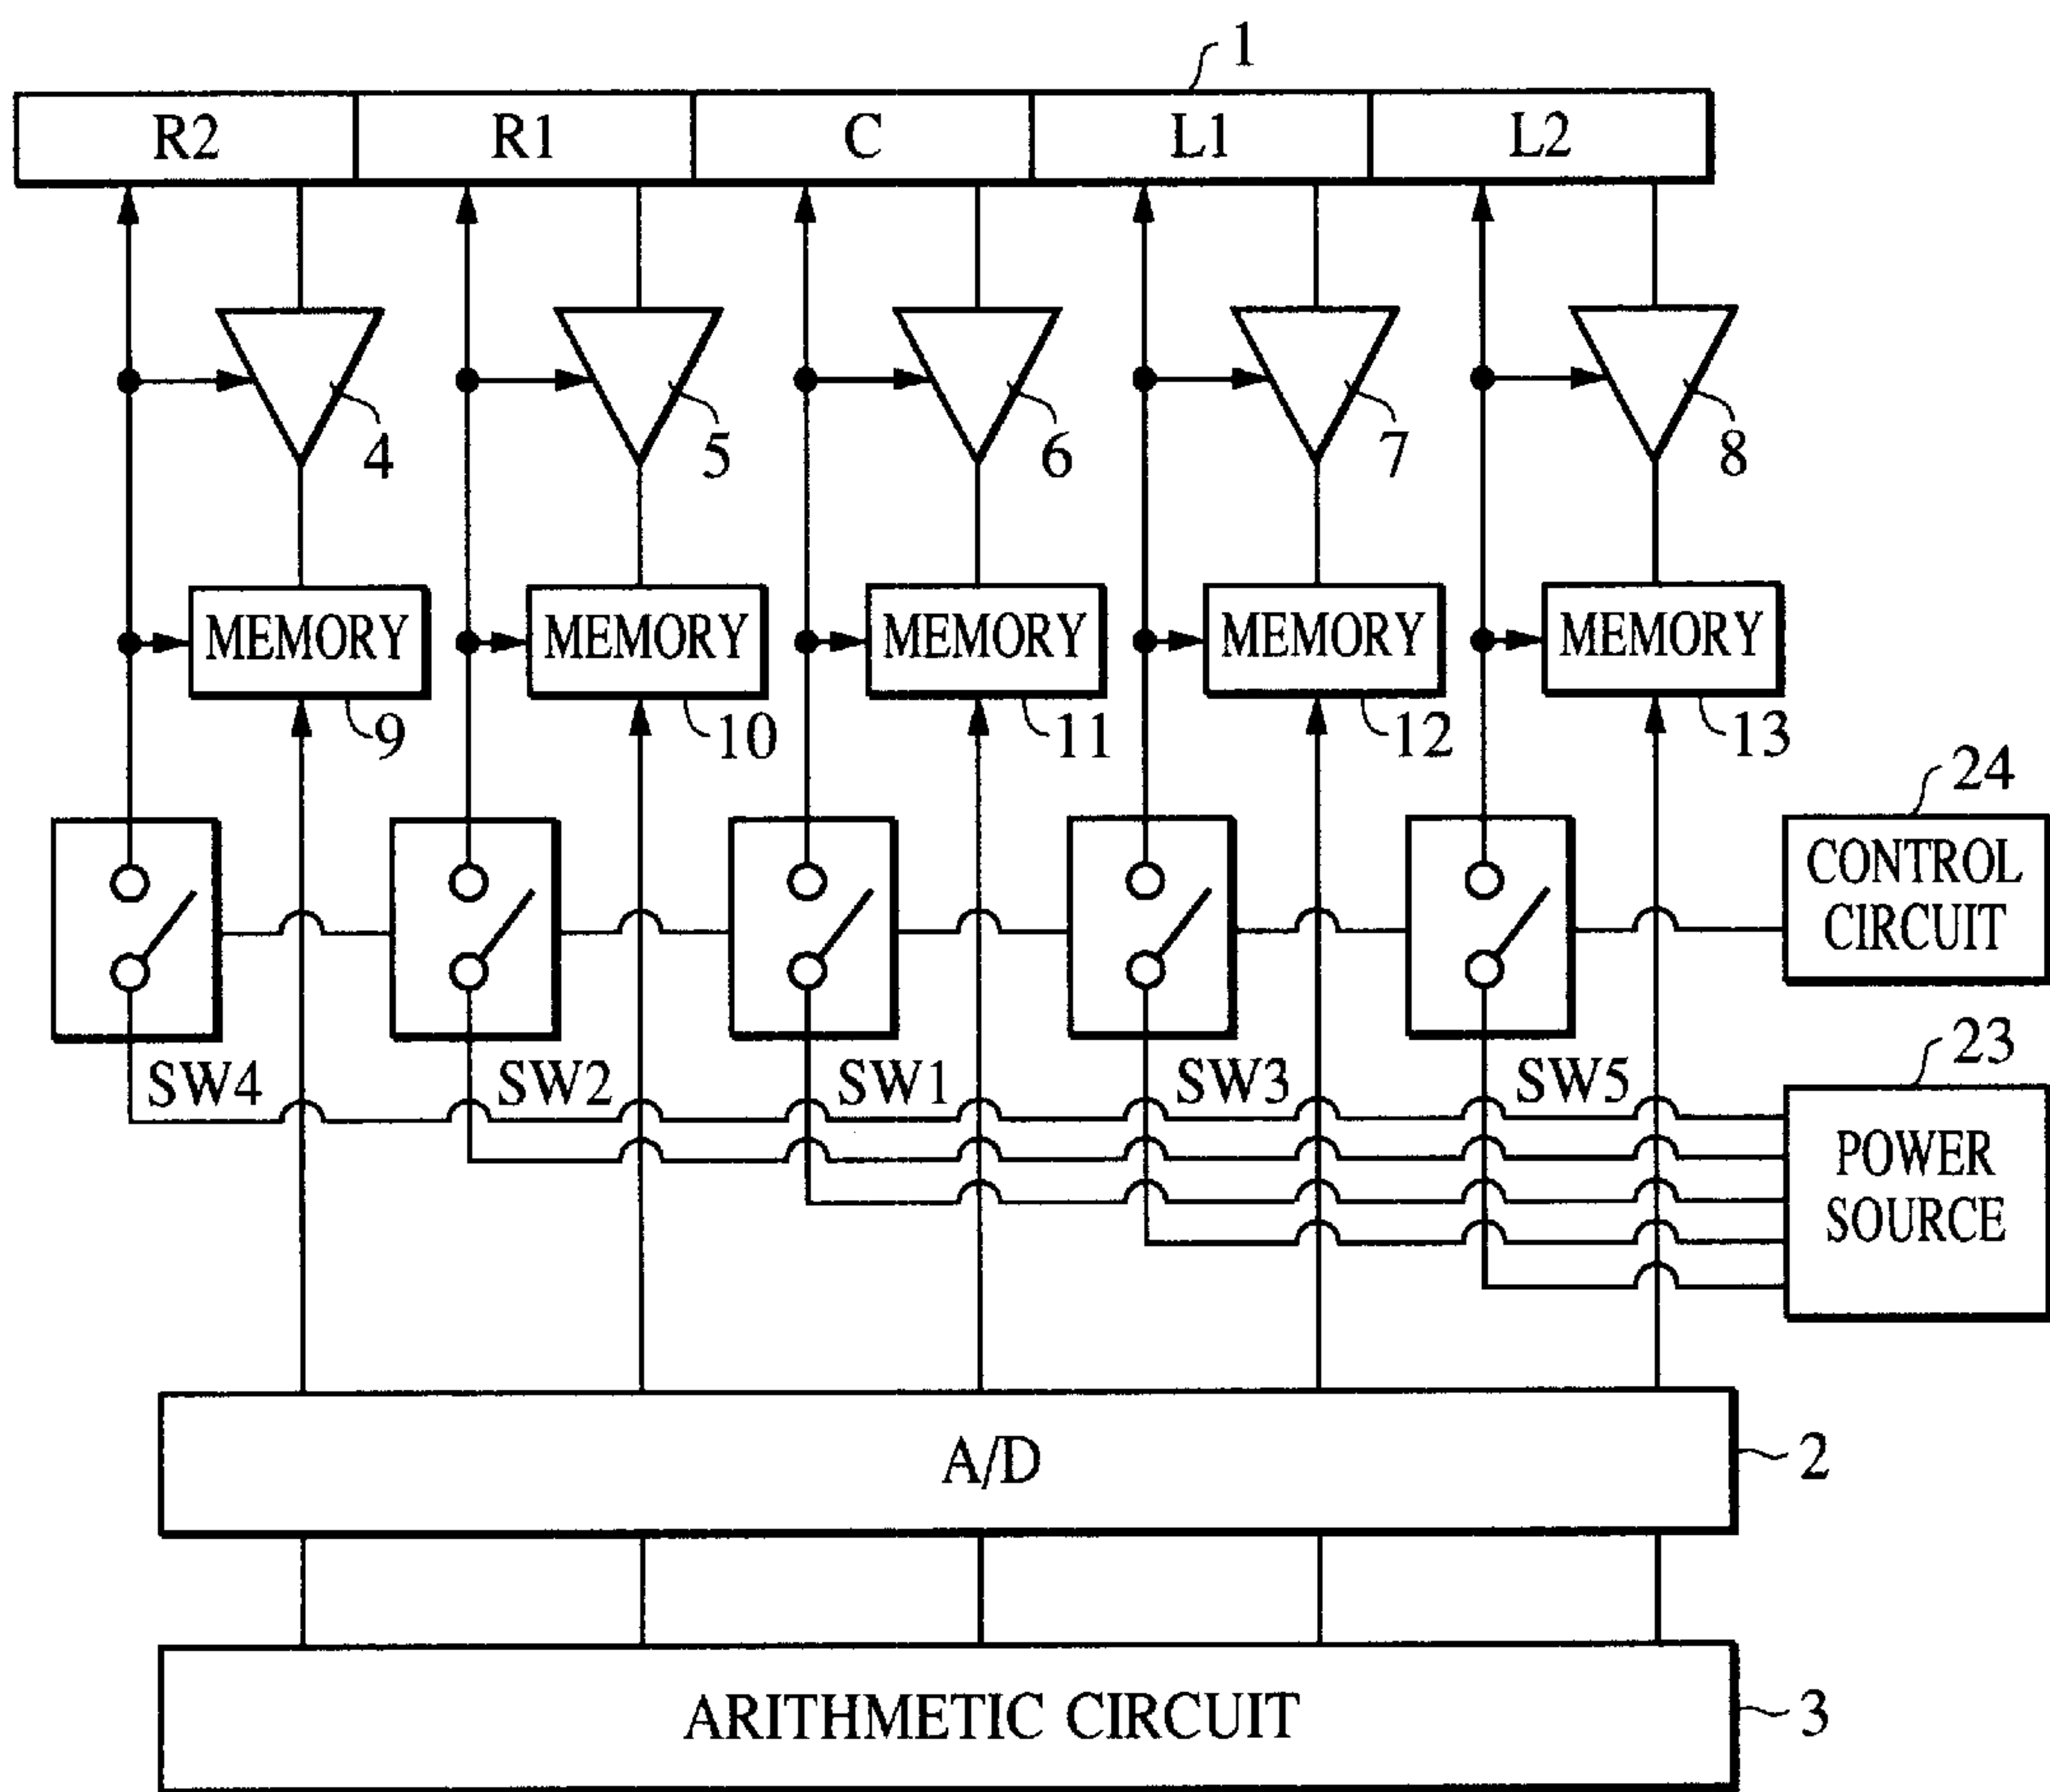 1
R2 R1 C L1 L2
4 5 6 7 8
MEMORY MEMORY MEMORY MEMORY MEMORY
9 10 11 12 13
24
CONTROL
CIRCUIT
23
SW4 SW2 SW1 SW3 SW5
POWER
SOURCE
A/D
2
ARITHMETIC CIRCUIT
3